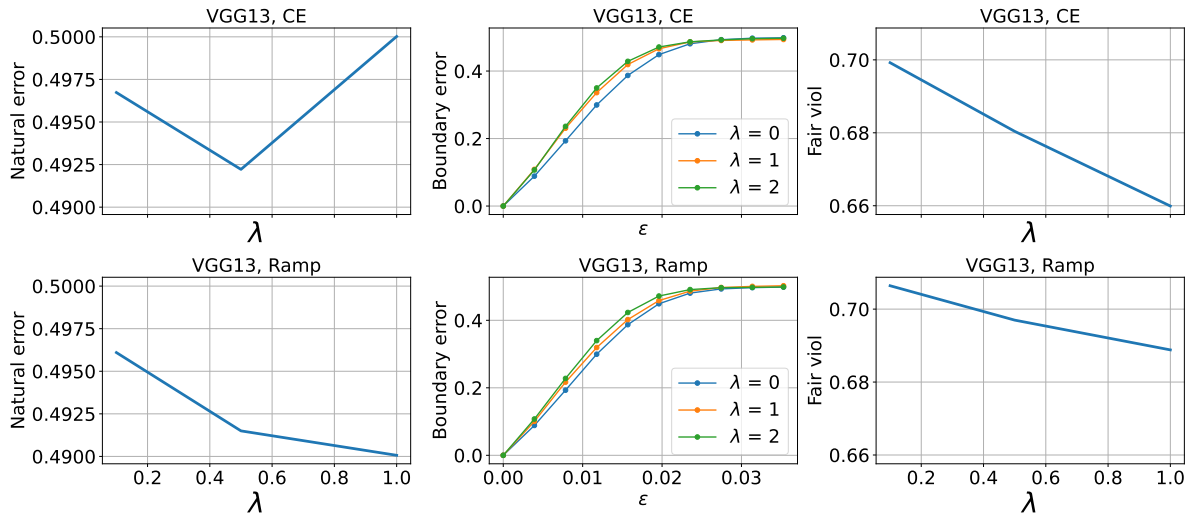 VGG13, CE
Natural error
0.5000
0.4975
0.4950
0.4925
0.4900
λ
VGG13, CE
Boundary error
0.4
0.2
0.0
λ = 0
λ = 1
λ = 2
ε
VGG13, CE
Fair viol
0.70
0.68
0.66
λ
VGG13, Ramp
Natural error
0.5000
0.4975
0.4950
0.4925
0.4900
0.2 0.4 0.6 0.8 1.0
λ
VGG13, Ramp
Boundary error
0.4
0.2
0.0
λ = 0
λ = 1
λ = 2
0.00 0.01 0.02 0.03
ε
VGG13, Ramp
Fair viol
0.70
0.68
0.66
0.2 0.4 0.6 0.8 1.0
λ